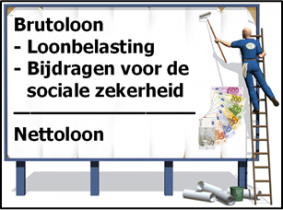 Brutoloon
- Loonbelasting
- Bijdragen voor de
sociale zekerheid
Nettoloon